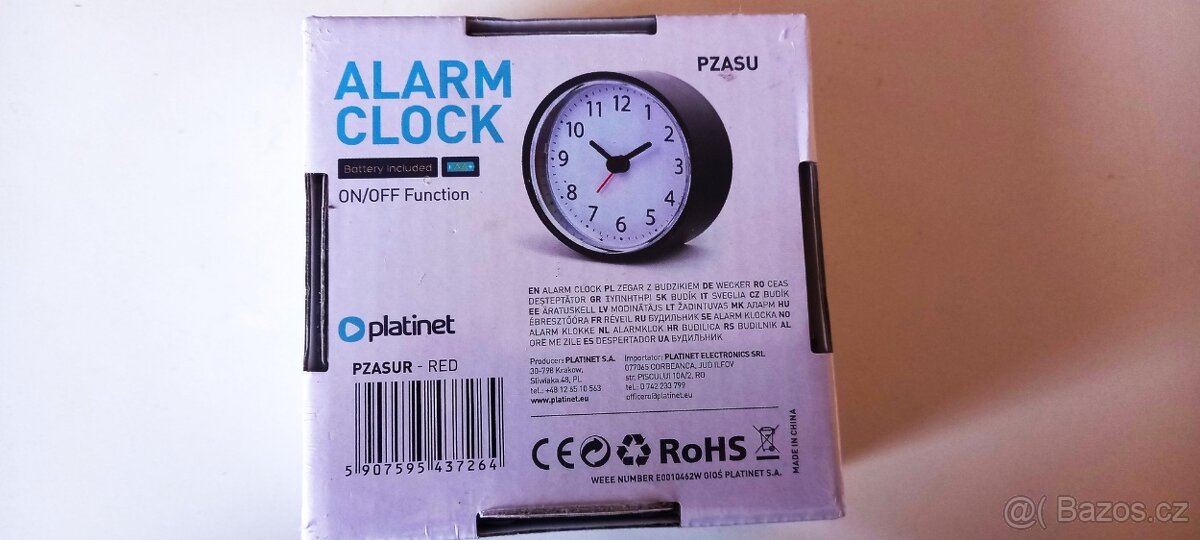 ALARM
CLOCK
Battery Included
ON/OFF Function
PZASU
12
1
2
3
4
5
6
7
8
9
10
11
EN ALARM CLOCK PL ZEGAR Z BUDZIKIEM DE WECKER RO CEAS
DEȘTEPTĂTOR GR ΞΥΠΝΗΤΗΡΙ SK BUDÍK IT SVEGLIA CZ BUDÍK
EE ÄRATUSKELL LV MODINĀTĀJS LT ŽADINTUVAS MK АЛАРМ HU
ÉBRESZTŐÓRA FR RÉVEIL RU БУДИЛЬНИК SE ALARM KLOCKA NO
ALARM KLOKKE NL ALARMKLOK HR BUDILICA RS BUDILNIK AL
ORË ME ZILE ES DESPERTADOR UA БУДИЛЬНИК
platinet
PZASUR - RED
5 907595 437264
Producer: PLATINET S.A.
30-798 Krakow,
Sliwiaka 48, PL
tel.: +48 12 65 10 563
www.platinet.eu
Importator: PLATINET ELECTRONICS SRL
077065 CORBEANCA, JUD ILFOV
str. PISCULUI 10A/2, RO
tel.: 0 742 233 799
officero@platinet.eu
CE RoHS
MADE IN CHINA
WEEE NUMBER E0010462W GIOŚ PLATINET S.A.
@( Bazos.cz